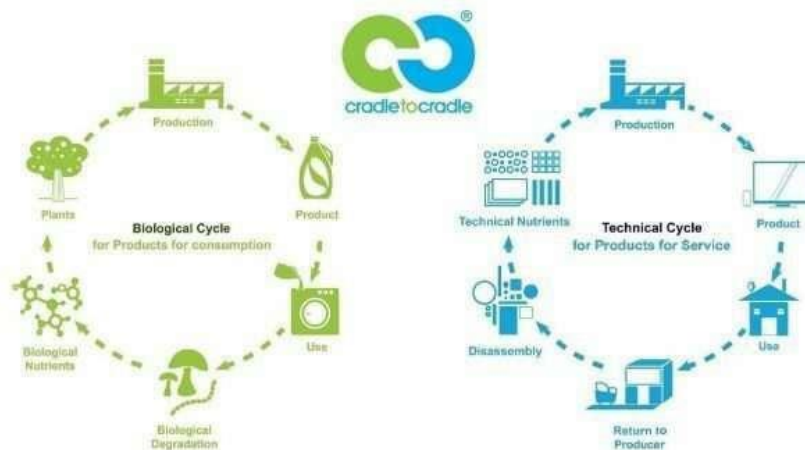 ®
cradletocradle
Production
Plants
Product
Biological Cycle
for Products for consumption
Biological
Nutrients
Use
Biological
Degradation
Production
Technical Nutrients
Product
Technical Cycle
for Products for Service
Disassembly
Use
Return to
Producer